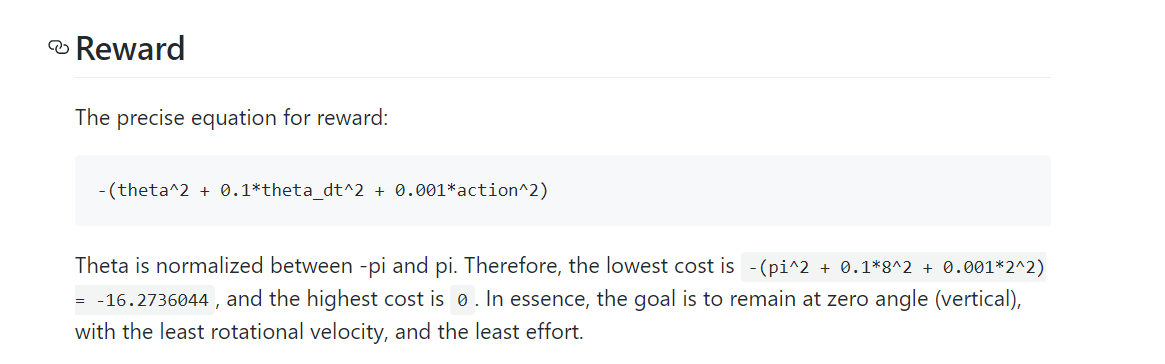 Reward
The precise equation for reward:
-(theta^2 + 0.1*theta_dt^2 + 0.001*action^2)
Theta is normalized between -pi and pi. Therefore, the lowest cost is -(pi^2 + 0.1*8^2 + 0.001*2^2)
= -16.2736044, and the highest cost is 0. In essence, the goal is to remain at zero angle (vertical),
with the least rotational velocity, and the least effort.